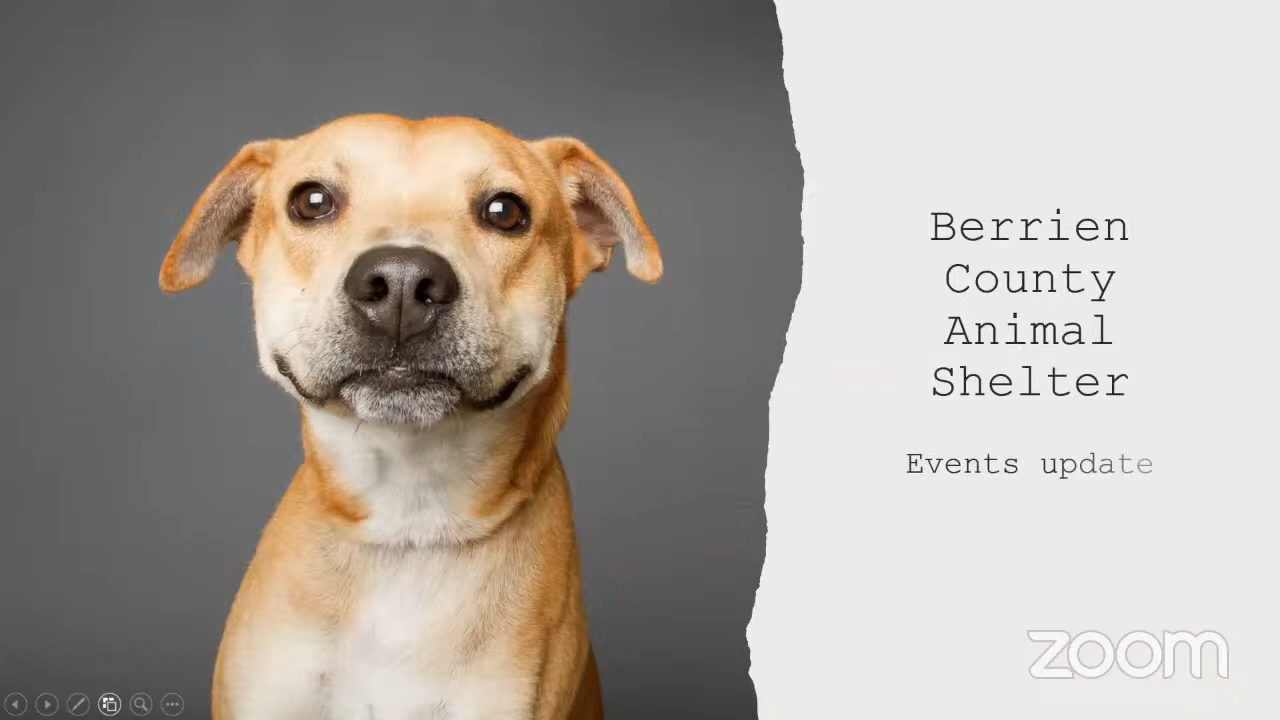 Berrien
County
Animal
Shelter
Events update
zoom